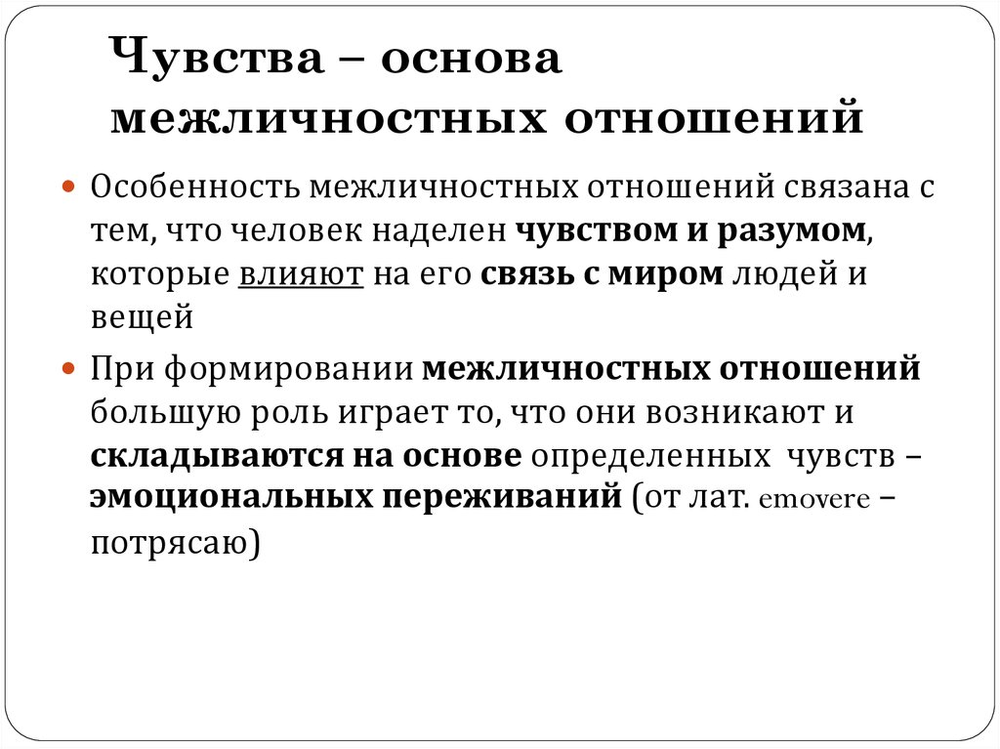 Чувства – основа
межличностных отношений
Особенность межличностных отношений связана с
тем, что человек наделен чувством и разумом,
которые влияют на его связь с миром людей и
вещей
При формировании межличностных отношений
большую роль играет то, что они возникают и
складываются на основе определенных чувств –
эмоциональных переживаний (от лат. emovere –
потрясаю)